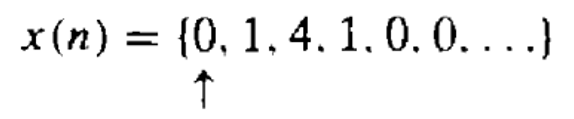 x(n) = {0, 1, 4, 1, 0, 0, ....}
↑